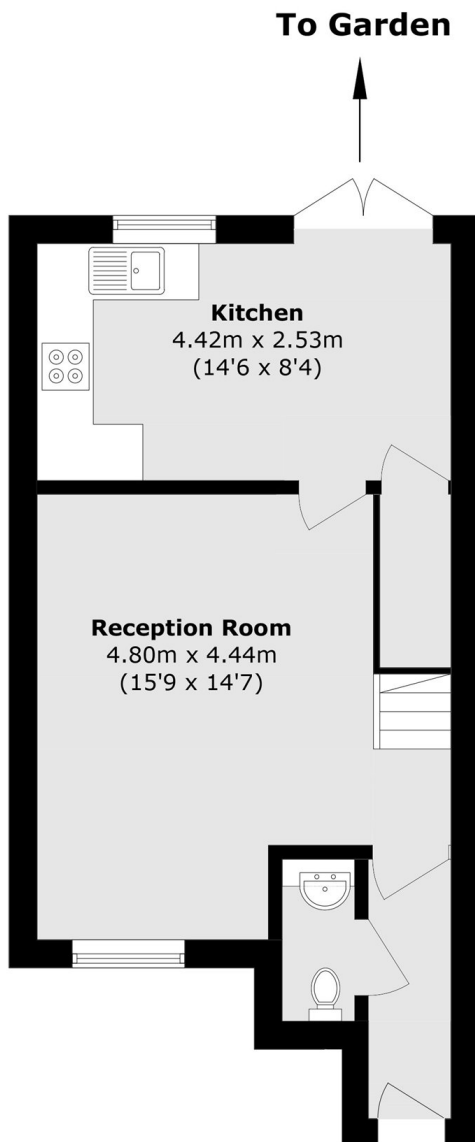 To Garden
Kitchen
4.42m x 2.53m
(14'6 x 8'4)
Reception Room
4.80m x 4.44m
(15'9 x 14'7)